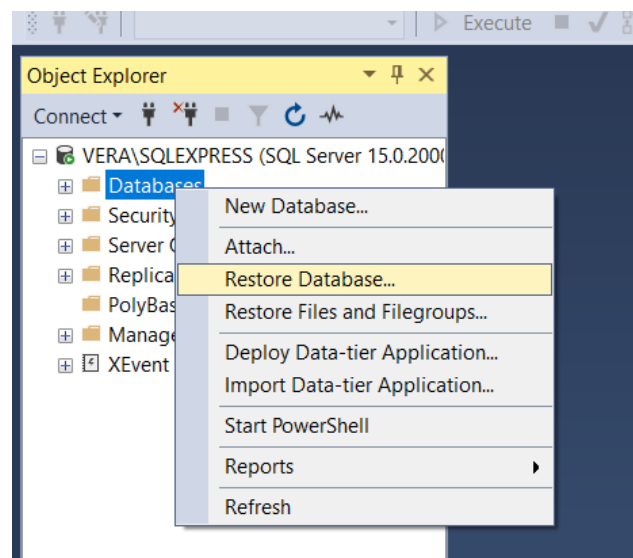 Execute
Object Explorer
Connect
VERA\SQLEXPRESS (SQL Server 15.0.2000
Databases
New Database...
Security
Attach...
Server
Restore Database...
Replica
Restore Files and Filegroups...
PolyBas
Manage
Deploy Data-tier Application...
XEvent
Import Data-tier Application...
Start PowerShell
Reports
Refresh